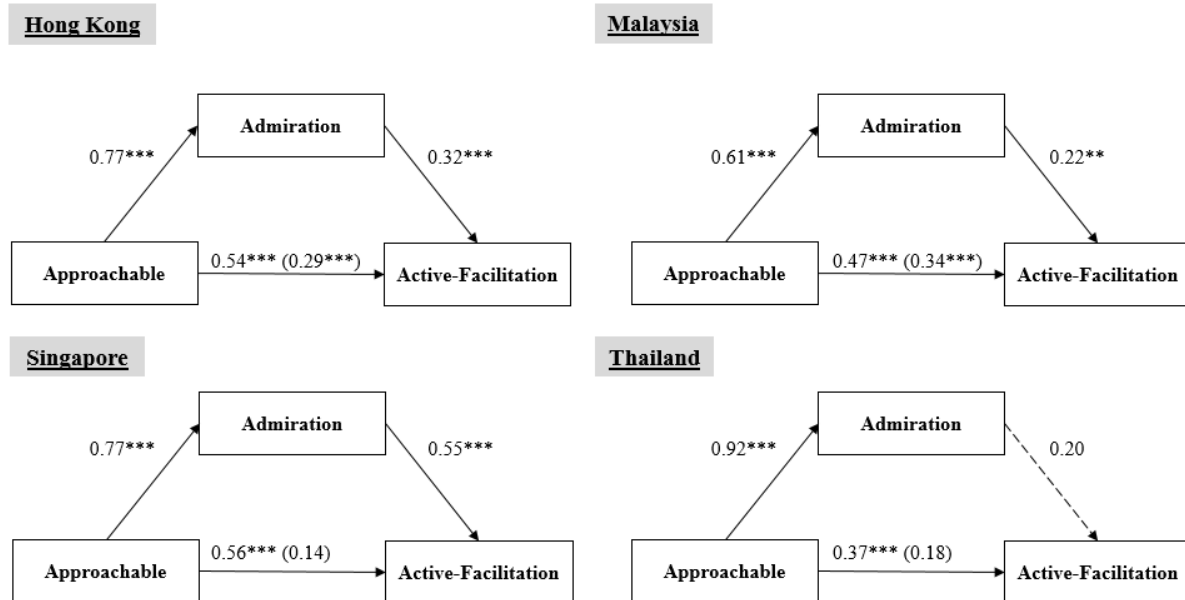 Hong Kong
Admiration
0.77***
0.32***
Approachable
0.54*** (0.29***)
Active-Facilitation
Malaysia
Admiration
0.61***
0.22**
Approachable
0.47*** (0.34***)
Active-Facilitation
Singapore
Admiration
0.77***
0.55***
Approachable
0.56*** (0.14)
Active-Facilitation
Thailand
Admiration
0.92***
0.20
Approachable
0.37*** (0.18)
Active-Facilitation